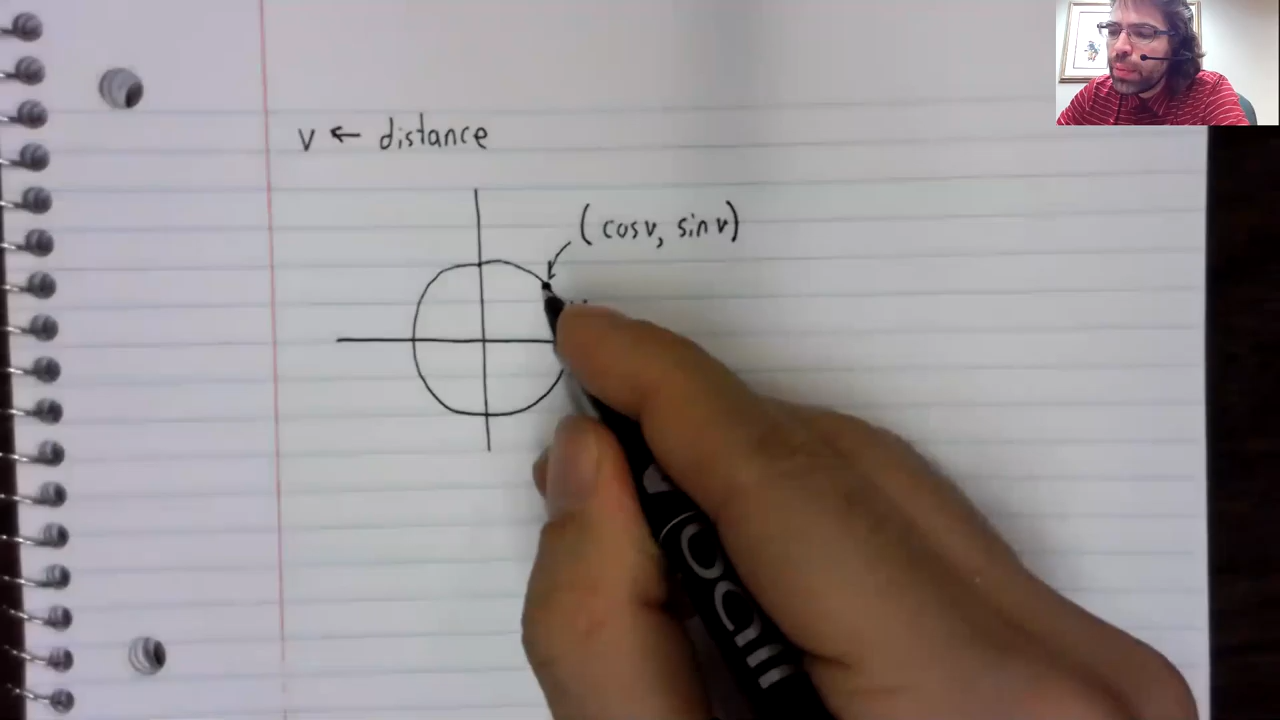 v ← distance
(cos v, sin v)